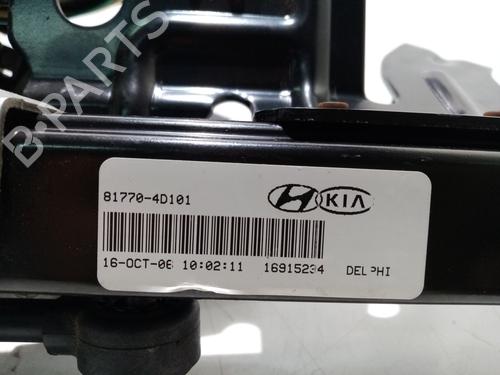 B-PARTS
81770-4D101
KIA
16-OCT-06 10:02:11 16915234 DELPHI